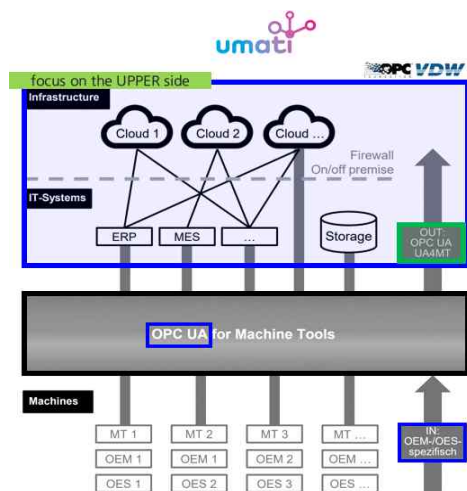 umati
OPC VDW
focus on the UPPER side
Infrastructure
Cloud 1
Cloud 2
Cloud ...
Firewall
On/off premise
IT-Systems
ERP
MES
...
Storage
OUT:
OPC UA
UA4MT
OPC UA for Machine Tools
Machines
MT 1
MT 2
MT 3
MT ...
IN:
OEM-/OES-
spezifisch
OEM 1
OEM 1
OEM 2
OEM ...
OES 1
OES 2
OES 3
OES ...